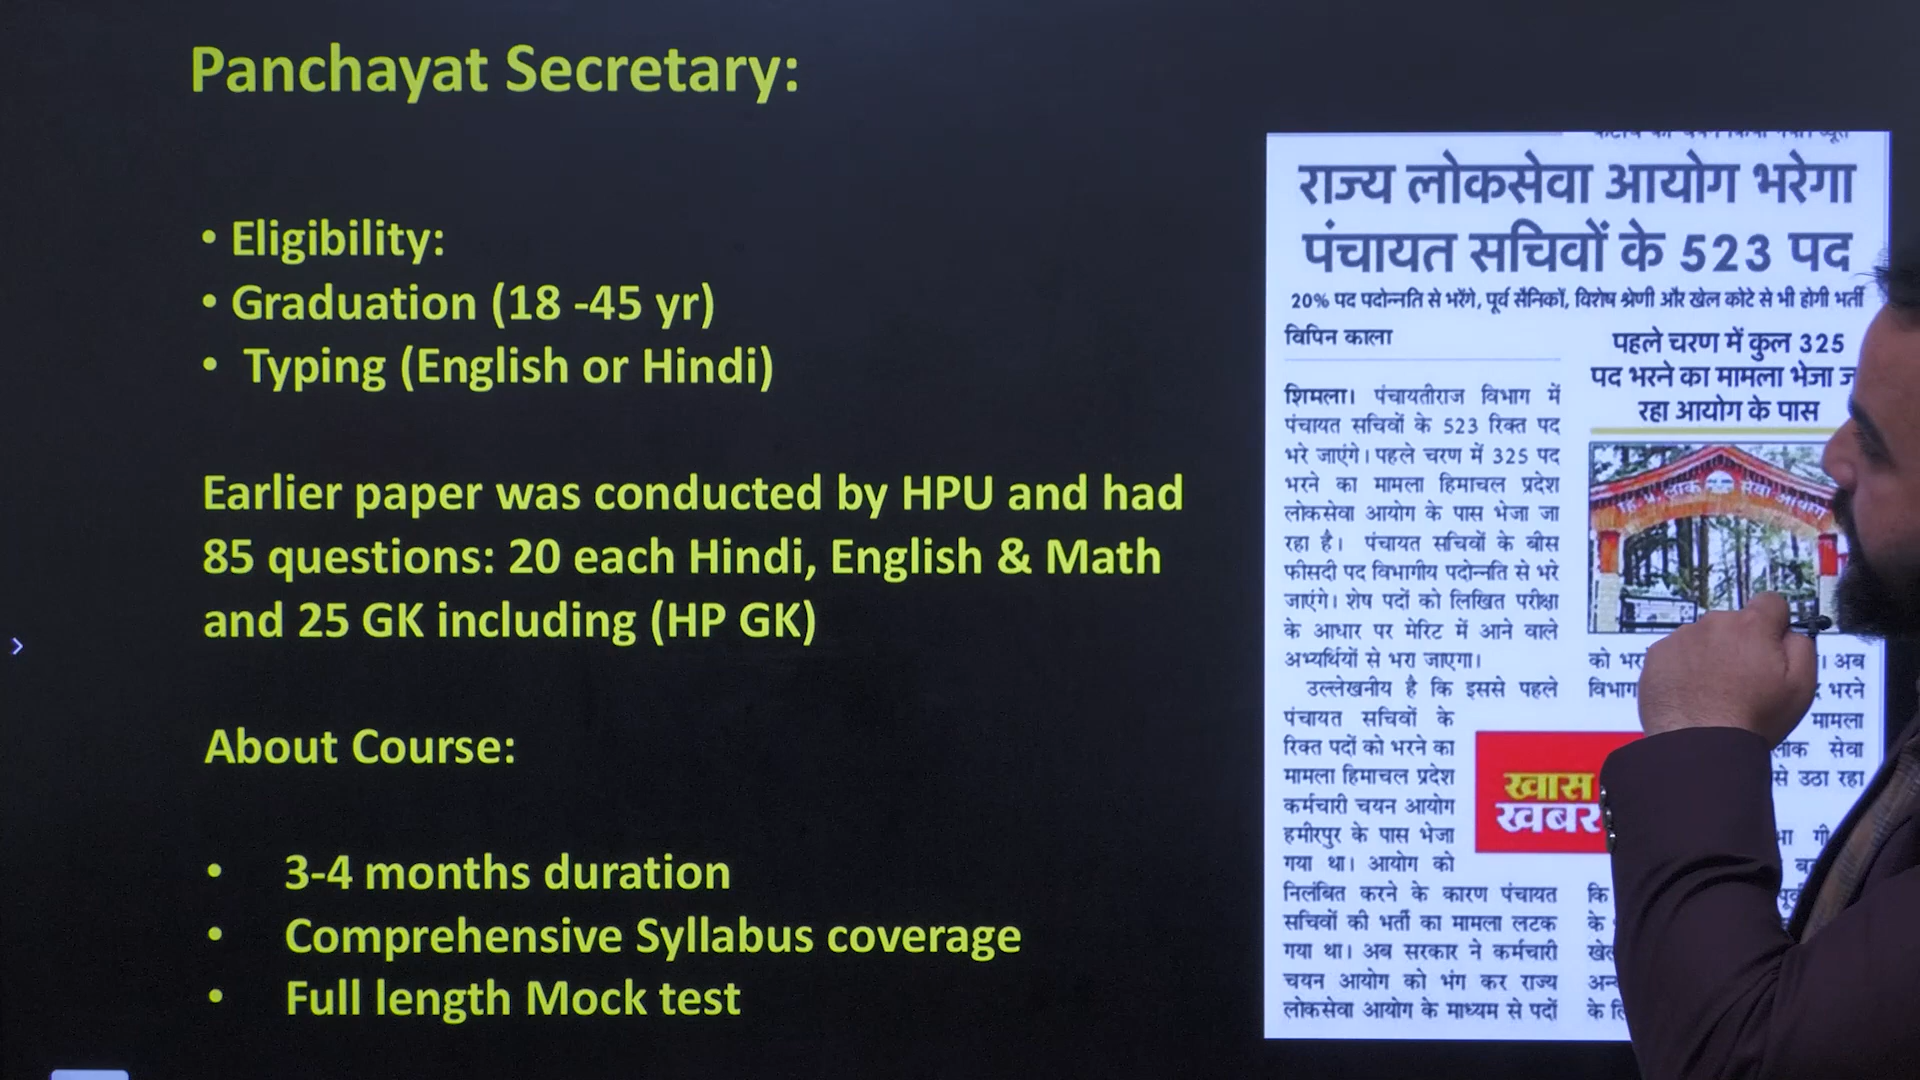 Panchayat Secretary:
• Eligibility:
• Graduation (18 -45 yr)
• Typing (English or Hindi)
Earlier paper was conducted by HPU and had
85 questions: 20 each Hindi, English & Math
and 25 GK including (HP GK)
About Course:
• 3-4 months duration
• Comprehensive Syllabus coverage
• Full length Mock test
राज्य लोकसेवा आयोग भरेगा
पंचायत सचिवों के 523 पद
20% पद पदोन्नति से भरेंगे, पूर्व सैनिकों, विशेष श्रेणी और खेल कोटे से भी होगी भर्ती
विपिन काला
शिमला। पंचायतीराज विभाग में
पंचायत सचिवों के 523 रिक्त पद
भरे जाएंगे। पहले चरण में 325 पद
भरने का मामला हिमाचल प्रदेश
लोकसेवा आयोग के पास भेजा जा
रहा है। पंचायत सचिवों के बीस
फीसदी पद विभागीय पदोन्नति से भरे
जाएंगे। शेष पदों को लिखित परीक्षा
के आधार पर मेरिट में आने वाले
अभ्यर्थियों से भरा जाएगा।
उल्लेखनीय है कि इससे पहले
पंचायत सचिवों के
रिक्त पदों को भरने का
मामला हिमाचल प्रदेश
कर्मचारी चयन आयोग
हमीरपुर के पास भेजा
गया था। आयोग को
निलंबित करने के कारण पंचायत
सचिवों की भर्ती का मामला लटक
गया था। अब सरकार ने कर्मचारी
चयन आयोग को भंग कर राज्य
लोकसेवा आयोग के माध्यम से पदों
पहले चरण में कुल 325
पद भरने का मामला भेजा
रहा आयोग के पास
लोक सेवा आयोग
को अब
विभाग भरने
मामला
सेवा
से उठा रहा
खास
खबर
कि
के